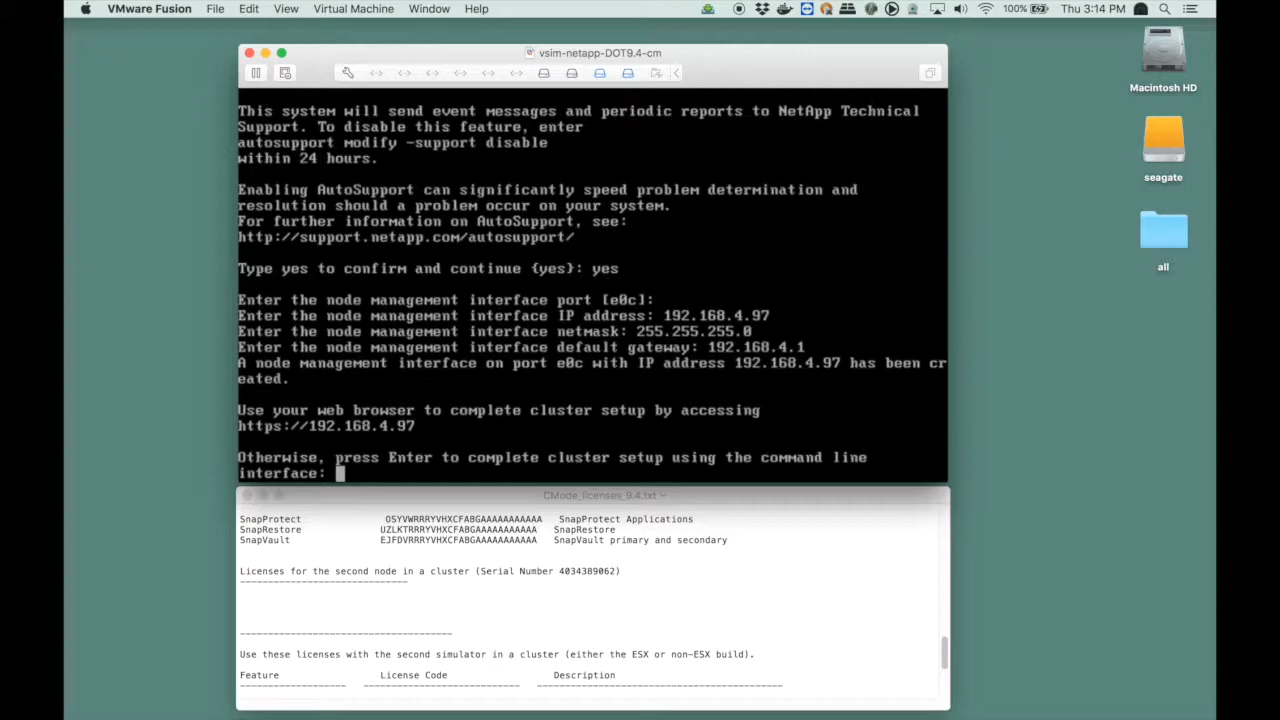 VMware Fusion File Edit View Virtual Machine Window Help 100% Thu 3:14 PM
vsim-netapp-DOT9.4-cm
Macintosh HD
seagate
all
This system will send event messages and periodic reports to NetApp Technical
Support. To disable this feature, enter
autosupport modify -support disable
within 24 hours.
Enabling AutoSupport can significantly speed problem determination and
resolution should a problem occur on your system.
For further information on AutoSupport, see:
http://support.netapp.com/autosupport/
Type yes to confirm and continue {yes}: yes
Enter the node management interface port [e0c]:
Enter the node management interface IP address: 192.168.4.97
Enter the node management interface netmask: 255.255.255.0
Enter the node management interface default gateway: 192.168.4.1
A node management interface on port e0c with IP address 192.168.4.97 has been cr
eated.
Use your web browser to complete cluster setup by accessing
https://192.168.4.97
Otherwise, press Enter to complete cluster setup using the command line
interface:
CMode_licenses_9.4.txt
SnapProtect OSYVWRRRYVHXCFABGAAAAAAAAAAA SnapProtect Applications
SnapRestore UZLKTRRRYVHXCFABGAAAAAAAAAAA SnapRestore
SnapVault EJFDVRRRYVHXCFABGAAAAAAAAAAA SnapVault primary and secondary
Licenses for the second node in a cluster (Serial Number 4034389062)
-----------------------------
-------------------------------------
Use these licenses with the second simulator in a cluster (either the ESX or non-ESX build).
Feature License Code Description
------------------- ---------------------------- --------------------------------------------